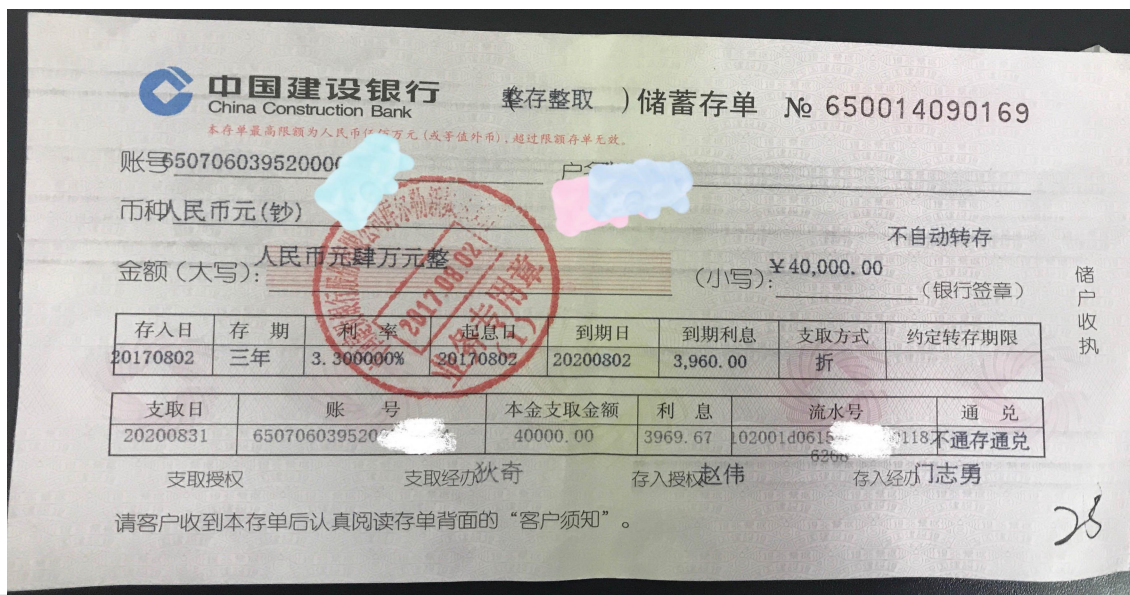 中国建设银行 (整存整取) 储蓄存单 № 650014090169
China Construction Bank
本存单最高限额为人民币万元(或等值外币),超过限额存单无效。
账号650706039520000 户名
币种人民币元(钞)
不自动转存
金额(大写):人民币元肆万元整 (小写):¥40,000.00 (银行签章)
储户收执
存入日 存 期 利 率 起息日 到期日 到期利息 支取方式 约定转存期限
20170802 三年 3.300000% 20170802 20200802 3,960.00 折
2017.08.02
业务专用章
(1)
支取日 账 号 本金支取金额 利 息 流水号 通 兑
20200831 65070603952 40000.00 3969.67 102001d0615 0118 不通存通兑
支取授权 支取经办狄奇 存入授权赵伟 存入经办门志勇
请客户收到本存单后认真阅读存单背面的“客户须知”。